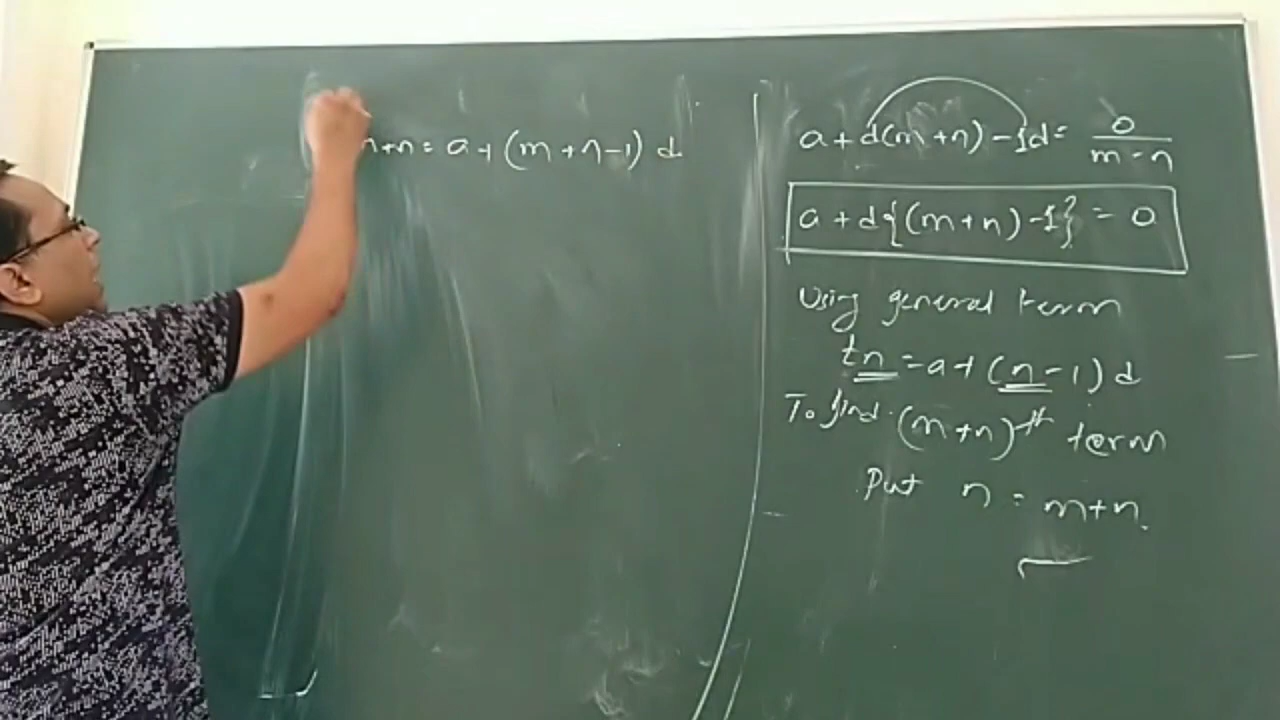 n+n = a + (m + n - 1) d
a + d(m + n) - 1d = 0 / m - n
a + d{(m + n) - 1} = 0
Using general term
tn = a + (n - 1) d
To find (m + n)th term
Put n = m + n